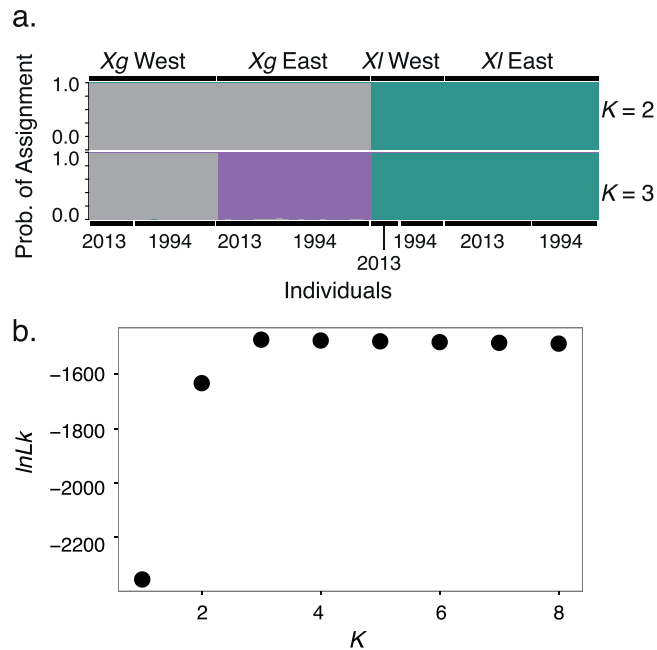 a.
Xg West Xg East Xl West Xl East
Prob. of Assignment
1.0
0.0
K = 2
1.0
0.0
K = 3
2013 1994 2013 1994 1994 2013 1994
2013
Individuals
b.
lnLk
−1600
−1800
−2000
−2200
2 4 6 8
K